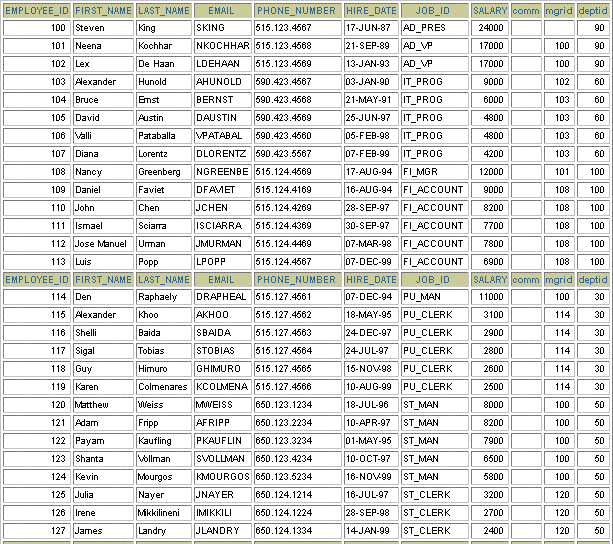 EMPLOYEE_ID FIRST_NAME LAST_NAME EMAIL PHONE_NUMBER HIRE_DATE JOB_ID SALARY comm mgrid deptid
100 Steven King SKING 515.123.4567 17-JUN-87 AD_PRES 24000 90
101 Neena Kochhar NKOCHHAR 515.123.4568 21-SEP-89 AD_VP 17000 100 90
102 Lex De Haan LDEHAAN 515.123.4569 13-JAN-93 AD_VP 17000 100 90
103 Alexander Hunold AHUNOLD 590.423.4567 03-JAN-90 IT_PROG 9000 102 60
104 Bruce Ernst BERNST 590.423.4568 21-MAY-91 IT_PROG 6000 103 60
105 David Austin DAUSTIN 590.423.4569 25-JUN-97 IT_PROG 4800 103 60
106 Valli Pataballa VPATABAL 590.423.4560 05-FEB-98 IT_PROG 4800 103 60
107 Diana Lorentz DLORENTZ 590.423.5567 07-FEB-99 IT_PROG 4200 103 60
108 Nancy Greenberg NGREENBE 515.124.4569 17-AUG-94 FI_MGR 12000 101 100
109 Daniel Faviet DFAVIET 515.124.4169 16-AUG-94 FI_ACCOUNT 9000 108 100
110 John Chen JCHEN 515.124.4269 28-SEP-97 FI_ACCOUNT 8200 108 100
111 Ismael Sciarra ISCIARRA 515.124.4369 30-SEP-97 FI_ACCOUNT 7700 108 100
112 Jose Manuel Urman JMURMAN 515.124.4469 07-MAR-98 FI_ACCOUNT 7800 108 100
113 Luis Popp LPOPP 515.124.4567 07-DEC-99 FI_ACCOUNT 6900 108 100
EMPLOYEE_ID FIRST_NAME LAST_NAME EMAIL PHONE_NUMBER HIRE_DATE JOB_ID SALARY comm mgrid deptid
114 Den Raphaely DRAPHEAL 515.127.4561 07-DEC-94 PU_MAN 11000 100 30
115 Alexander Khoo AKHOO 515.127.4562 18-MAY-95 PU_CLERK 3100 114 30
116 Shelli Baida SBAIDA 515.127.4563 24-DEC-97 PU_CLERK 2900 114 30
117 Sigal Tobias STOBIAS 515.127.4564 24-JUL-97 PU_CLERK 2800 114 30
118 Guy Himuro GHIMURO 515.127.4565 15-NOV-98 PU_CLERK 2600 114 30
119 Karen Colmenares KCOLMENA 515.127.4566 10-AUG-99 PU_CLERK 2500 114 30
120 Matthew Weiss MWEISS 650.123.1234 18-JUL-96 ST_MAN 8000 100 50
121 Adam Fripp AFRIPP 650.123.2234 10-APR-97 ST_MAN 8200 100 50
122 Payam Kaufling PKAUFLIN 650.123.3234 01-MAY-95 ST_MAN 7900 100 50
123 Shanta Vollman SVOLLMAN 650.123.4234 10-OCT-97 ST_MAN 6500 100 50
124 Kevin Mourgos KMOURGOS 650.123.5234 16-NOV-99 ST_MAN 5800 100 50
125 Julia Nayer JNAYER 650.124.1214 16-JUL-97 ST_CLERK 3200 120 50
126 Irene Mikkilineni IMIKKILI 650.124.1224 28-SEP-98 ST_CLERK 2700 120 50
127 James Landry JLANDRY 650.124.1334 14-JAN-99 ST_CLERK 2400 120 50